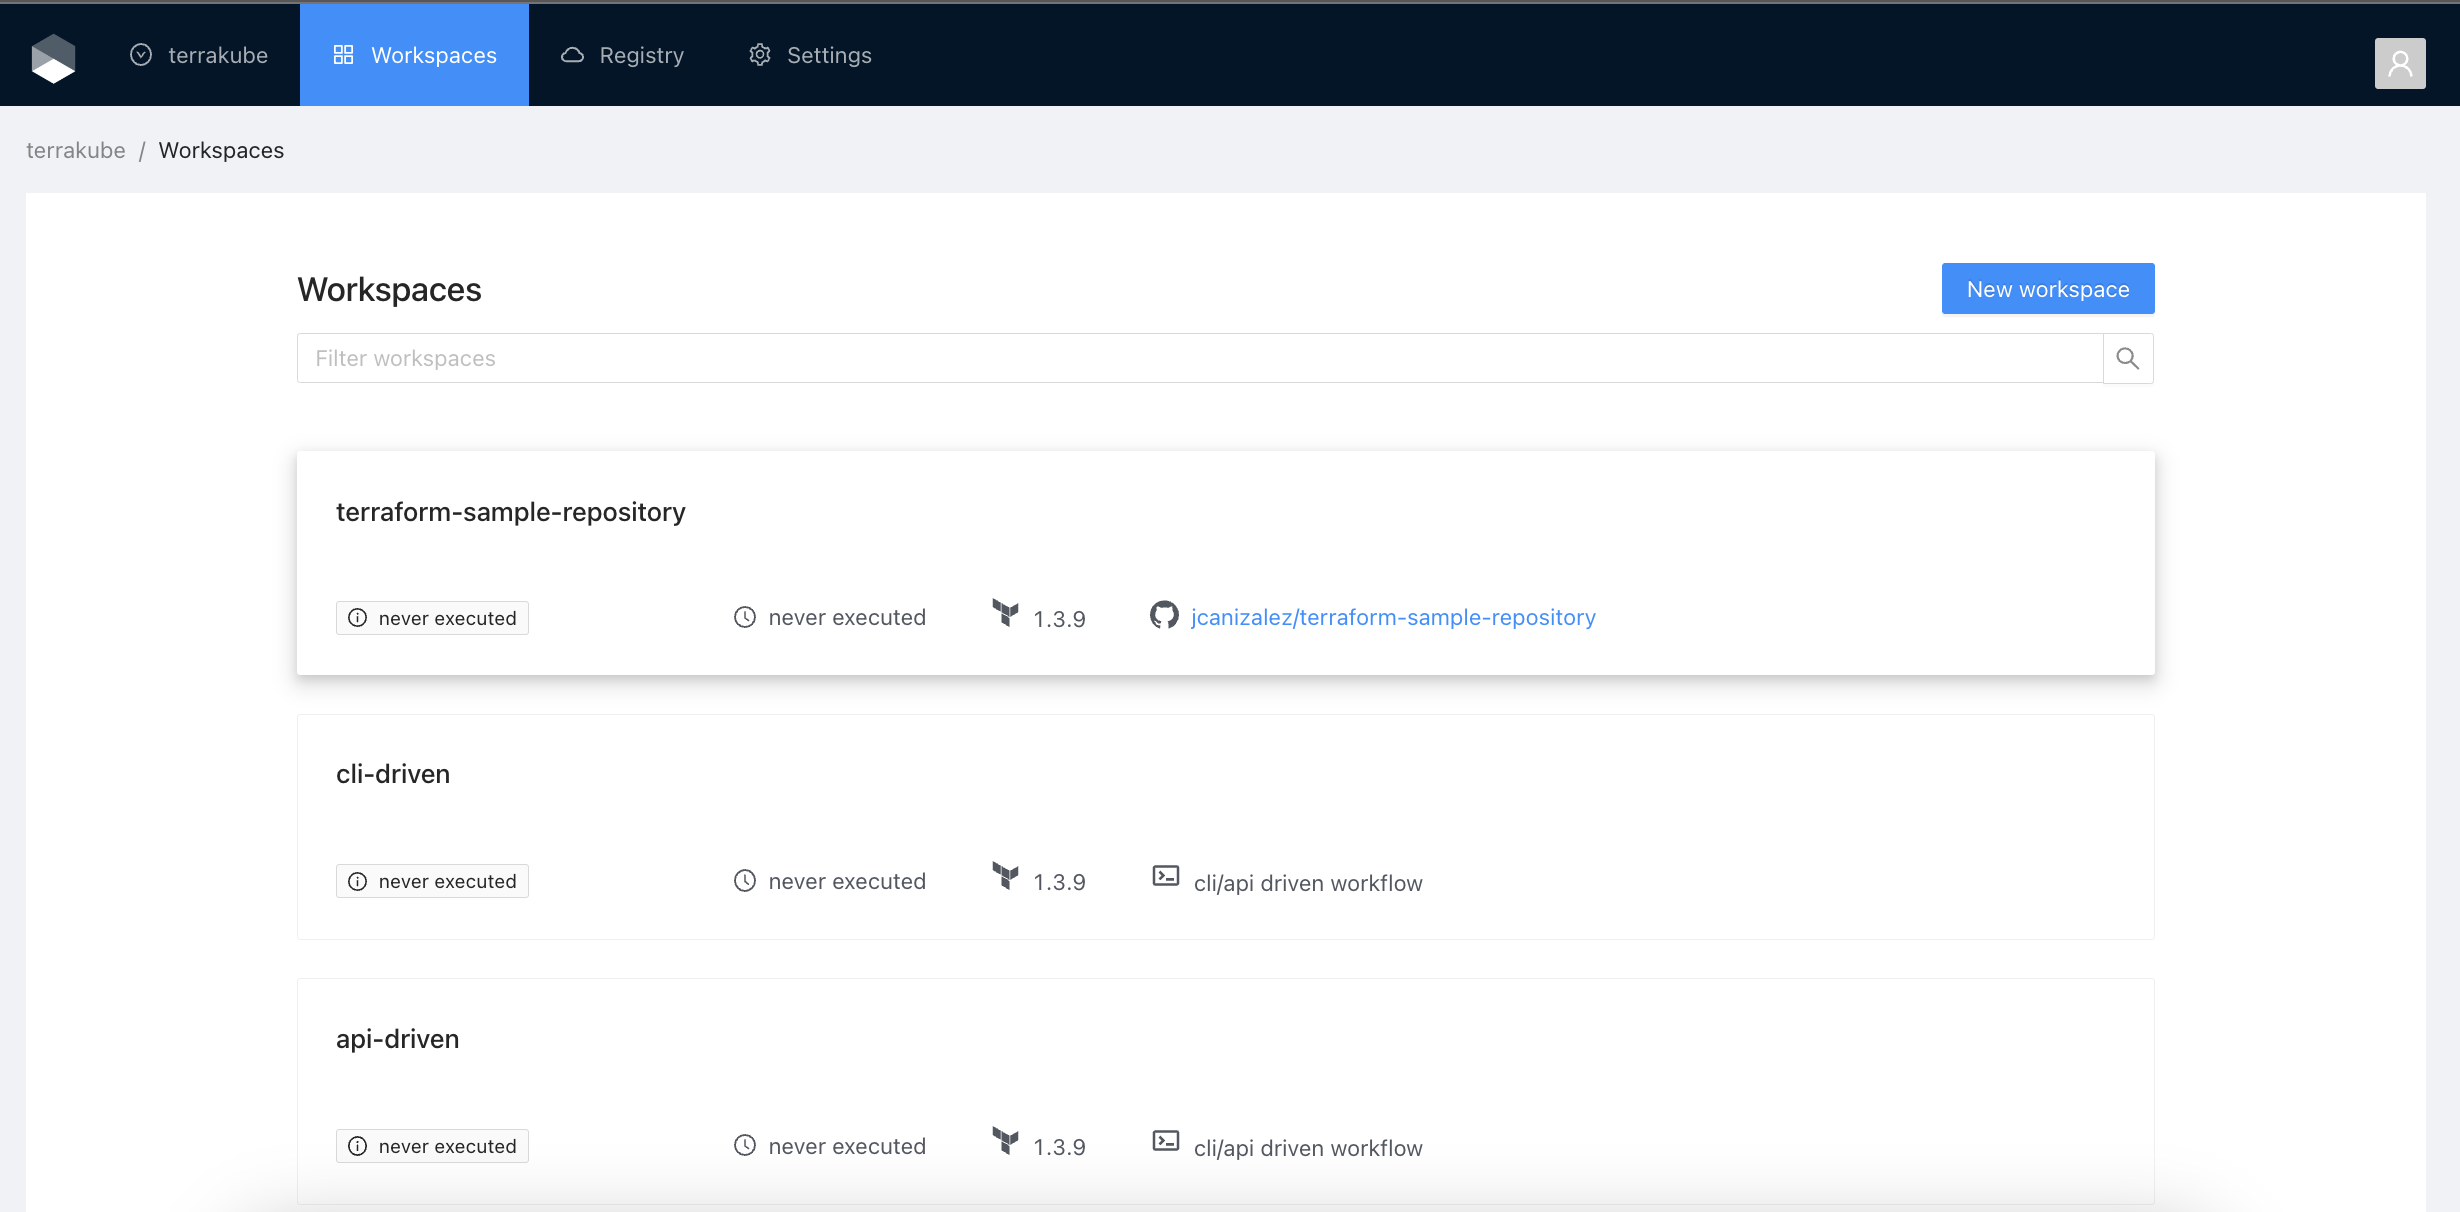 terrakube Workspaces Registry Settings
terrakube / Workspaces
Workspaces New workspace
Filter workspaces
terraform-sample-repository
never executed never executed 1.3.9 jcanizalez/terraform-sample-repository
cli-driven
never executed never executed 1.3.9 cli/api driven workflow
api-driven
never executed never executed 1.3.9 cli/api driven workflow